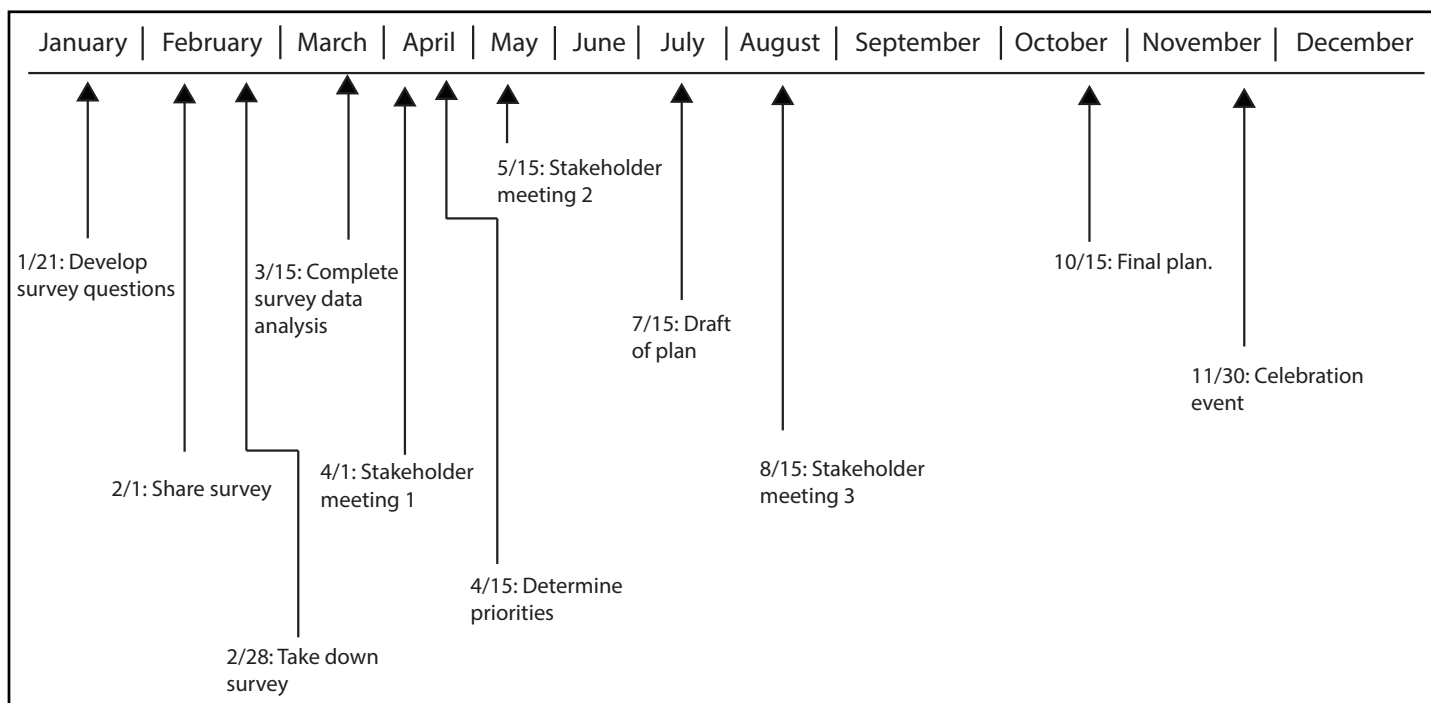 January | February | March | April | May | June | July | August | September | October | November | December
5/15: Stakeholder
meeting 2
1/21: Develop
survey questions
3/15: Complete
survey data
analysis
10/15: Final plan.
7/15: Draft
of plan
11/30: Celebration
event
2/1: Share survey
4/1: Stakeholder
meeting 1
8/15: Stakeholder
meeting 3
4/15: Determine
priorities
2/28: Take down
survey